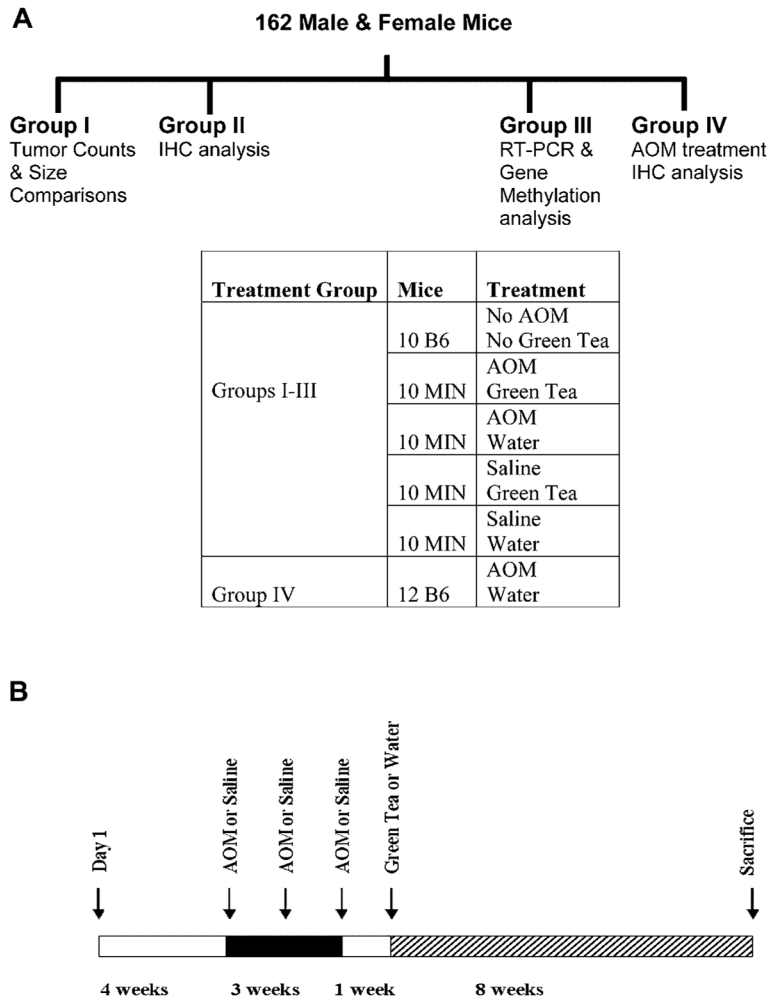 A
162 Male & Female Mice
Group I
Tumor Counts
& Size
Comparisons
Group II
IHC analysis
Group III
RT-PCR &
Gene
Methylation
analysis
Group IV
AOM treatment
IHC analysis
Treatment Group Mice Treatment
Groups I-III
10 B6
No AOM
No Green Tea
10 MIN
AOM
Green Tea
10 MIN
AOM
Water
10 MIN
Saline
Green Tea
10 MIN
Saline
Water
Group IV
12 B6
AOM
Water
B
Day 1
AOM or Saline
AOM or Saline
AOM or Saline
Green Tea or Water
Sacrifice
4 weeks 3 weeks 1 week 8 weeks